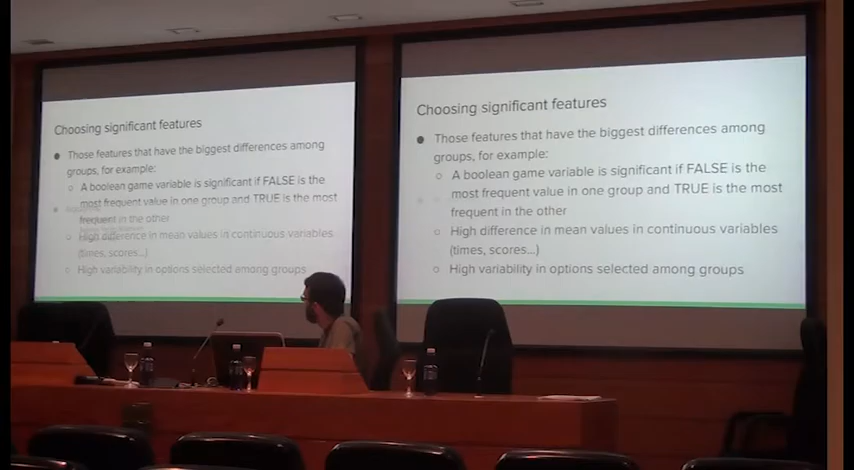 Choosing significant features
● Those features that have the biggest differences among
groups, for example:
○ A boolean game variable is significant if FALSE is the
most frequent value in one group and TRUE is the most
frequent in the other
○ High difference in mean values in continuous variables
(times, scores...)
○ High variability in options selected among groups
Choosing significant features
● Those features that have the biggest differences among
groups, for example:
○ A boolean game variable is significant if FALSE is the
most frequent value in one group and TRUE is the most
frequent in the other
○ High difference in mean values in continuous variables
(times, scores...)
○ High variability in options selected among groups